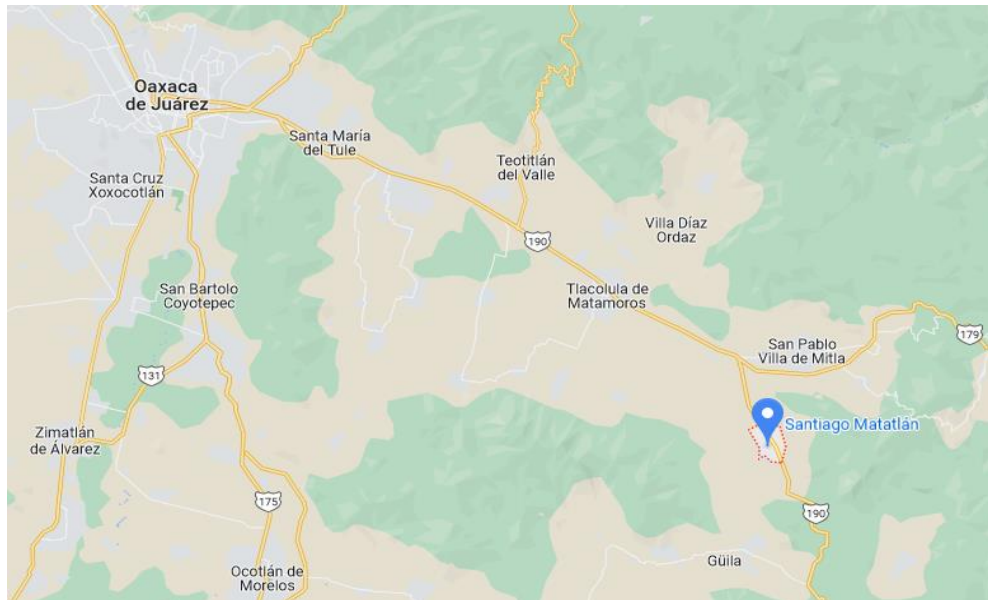 Oaxaca
de Juárez
Santa María
del Tule
Teotitlán
del Valle
Santa Cruz
Xoxocotlán
Villa Díaz
Ordaz
190
San Bartolo
Coyotepec
Tlacolula de
Matamoros
179
San Pablo
Villa de Mitla
131
Santiago Matatlán
Zimatlán
de Álvarez
175
190
Güilá
Ocotlán de
Morelos